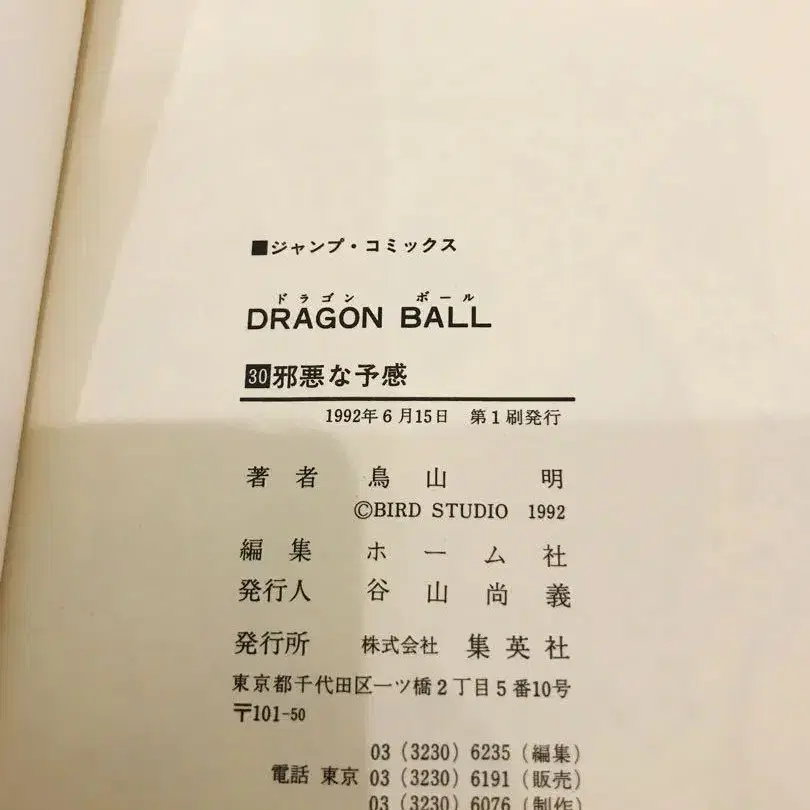 ■ジャンプ・コミックス
ドラゴン ボール
DRAGON BALL
30邪悪な予感
1992年6月15日 第1刷発行
著者 鳥山 明
©BIRD STUDIO 1992
編集 ホーム社
発行人 谷山尚義
発行所 株式会社 集英社
東京都千代田区一ツ橋2丁目5番10号
〒101-50
03 (3230) 6235 (編集)
電話 東京 03 (3230) 6191 (販売)
03 (3230) 6076 (制作)